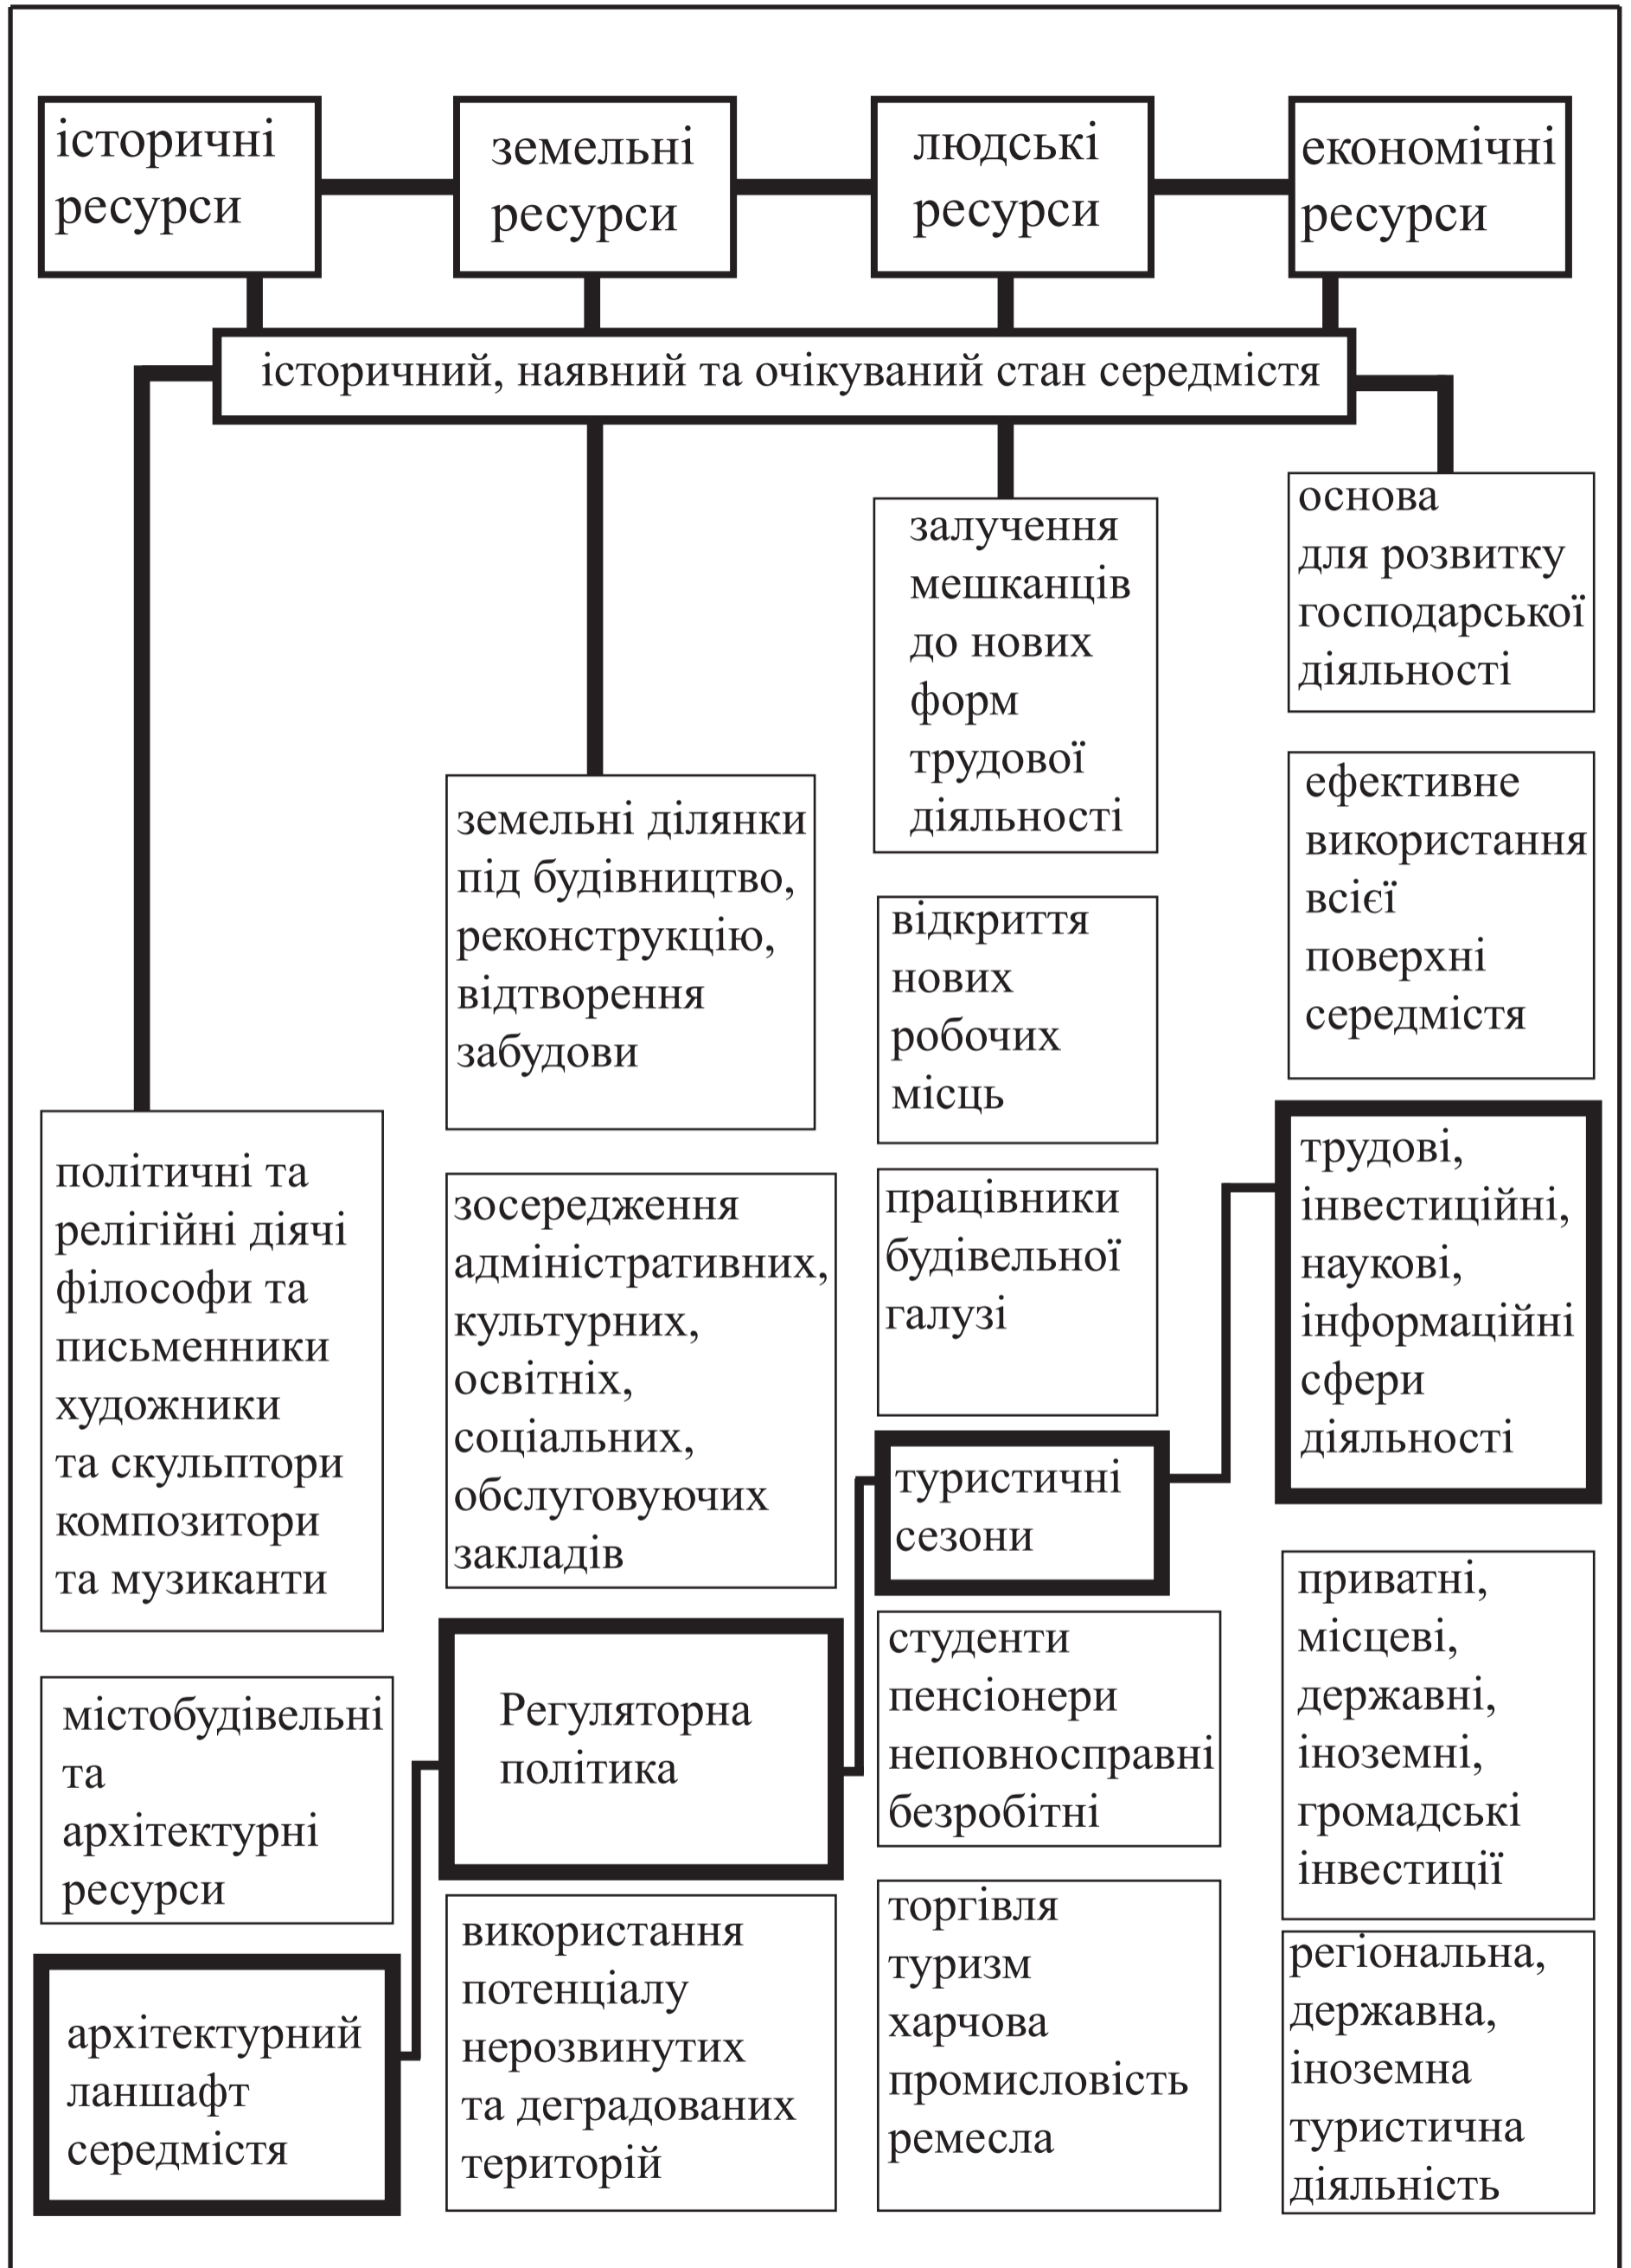 історичні
ресурси
земельні
ресурси
людські
ресурси
економічні
ресурси
історичний, наявний та очікуваний стан середмістя
політичні та
релігійні діячі
філософи та
письменники
художники
та скульптори
композитори
та музиканти
містобудівельні
та
архітектурні
ресурси
архітектурний
ланшафт
середмістя
земельні ділянки
під будівництво,
реконструкцію,
відтворення
забудови
зосередження
адміністративних,
культурних,
освітніх,
соціальних,
обслуговуючих
закладів
Регуляторна
політика
використання
потенціалу
нерозвинутих
та деградованих
територій
залучення
мешканців
до нових
форм
трудової
діяльності
відкриття
нових
робочих
місць
працівники
будівельної
галузі
туристичні
сезони
студенти
пенсіонери
неповносправні
безробітні
торгівля
туризм
харчова
промисловість
ремесла
основа
для розвитку
господарської
діяльності
ефективне
використання
всієї
поверхні
середмістя
трудові,
інвестиційні,
наукові,
інформаційні
сфери
діяльності
приватні,
місцеві,
державні,
іноземні,
громадські
інвестиції
регіональна,
державна,
іноземна
туристична
діяльність